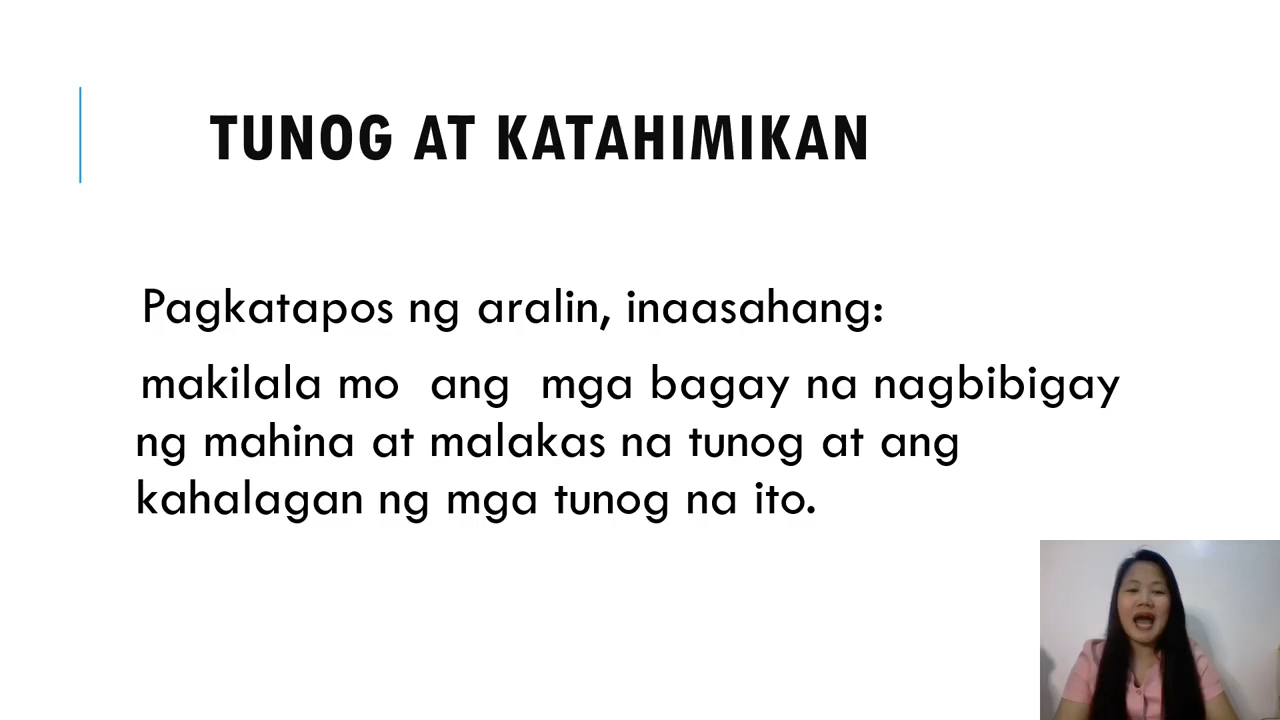 TUNOG AT KATAHIMIKAN
Pagkatapos ng aralin, inaasahang:
makilala mo ang mga bagay na nagbibigay
ng mahina at malakas na tunog at ang
kahalagan ng mga tunog na ito.